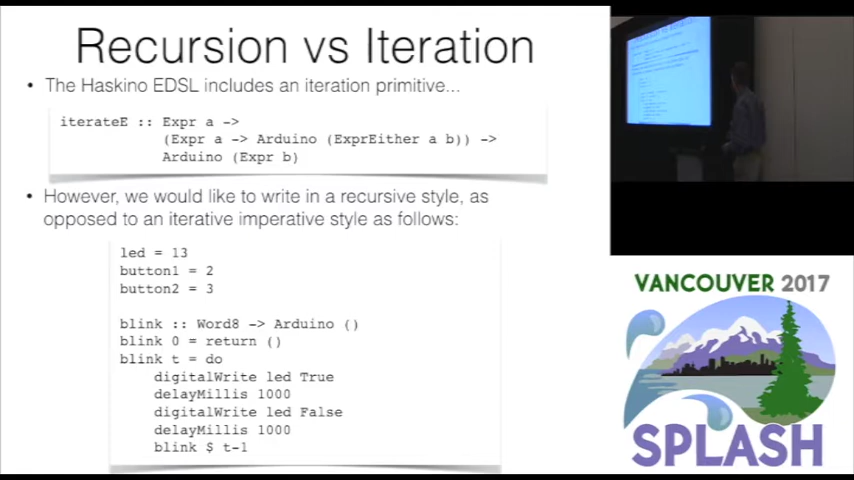 Recursion vs Iteration
• The Haskino EDSL includes an iteration primitive...
iterateE :: Expr a ->
(Expr a -> Arduino (ExprEither a b)) ->
Arduino (Expr b)
• However, we would like to write in a recursive style, as
opposed to an iterative imperative style as follows:
led = 13
button1 = 2
button2 = 3
blink :: Word8 -> Arduino ()
blink 0 = return ()
blink t = do
digitalWrite led True
delayMillis 1000
digitalWrite led False
delayMillis 1000
blink $ t-1
VANCOUVER 2017
SPLASH